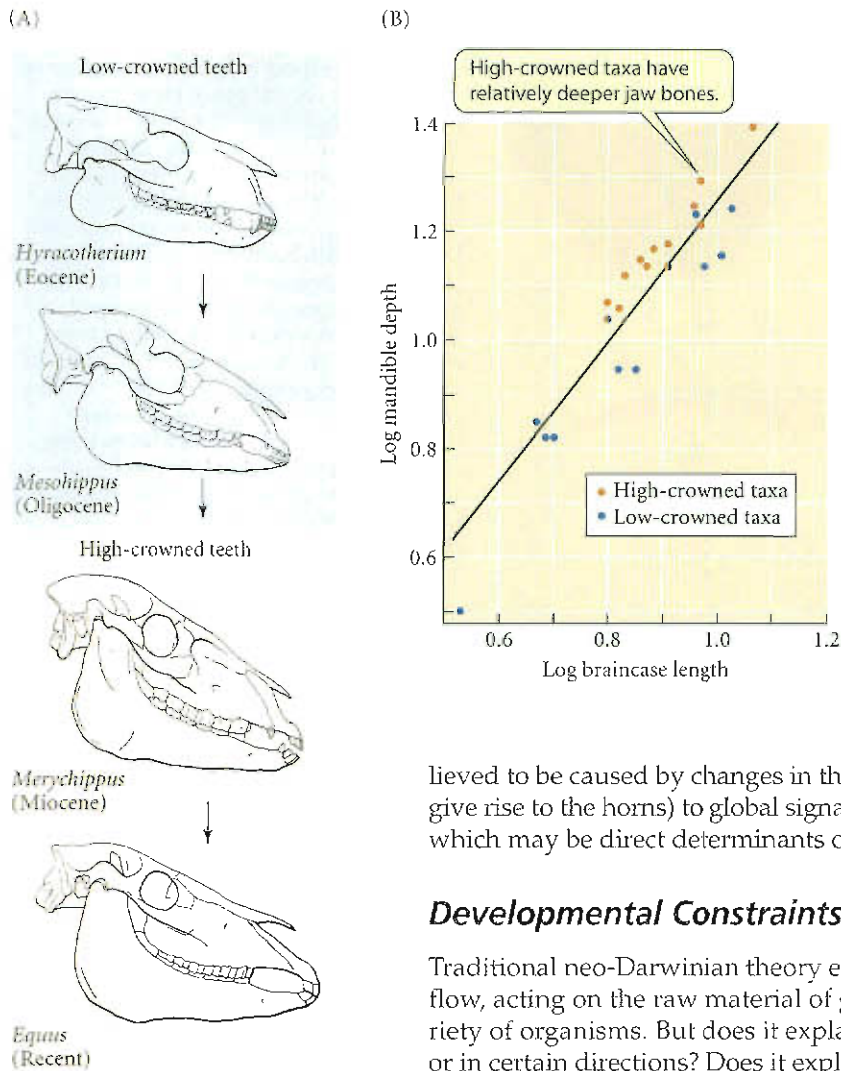 (A)
Low-crowned teeth
Hyracotherium
(Eocene)
Mesohippus
(Oligocene)
High-crowned teeth
Merychippus
(Miocene)
Equus
(Recent)
(B)
High-crowned taxa have
relatively deeper jaw bones.
1.4
1.2
1.0
0.8
0.6
Log mandible depth
High-crowned taxa
Low-crowned taxa
0.6 0.8 1.0 1.2
Log braincase length
lieved to be caused by changes in th
give rise to the horns) to global signa
which may be direct determinants
Developmental Constraints
Traditional neo-Darwinian theory e
flow, acting on the raw material of
riety of organisms. But does it expla
or in certain directions? Does it expl